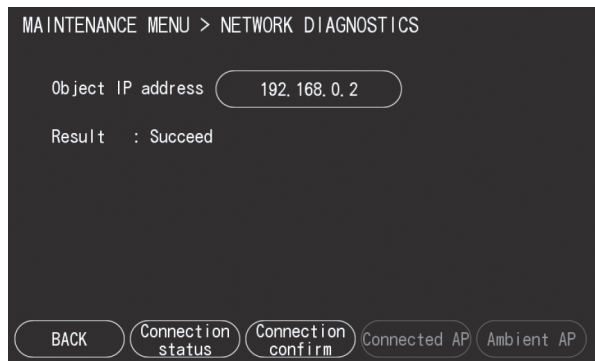 MAINTENANCE MENU > NETWORK DIAGNOSTICS
Object IP address 192.168.0.2
Result : Succeed
BACK
Connection
status
Connection
confirm
Connected AP
Ambient AP